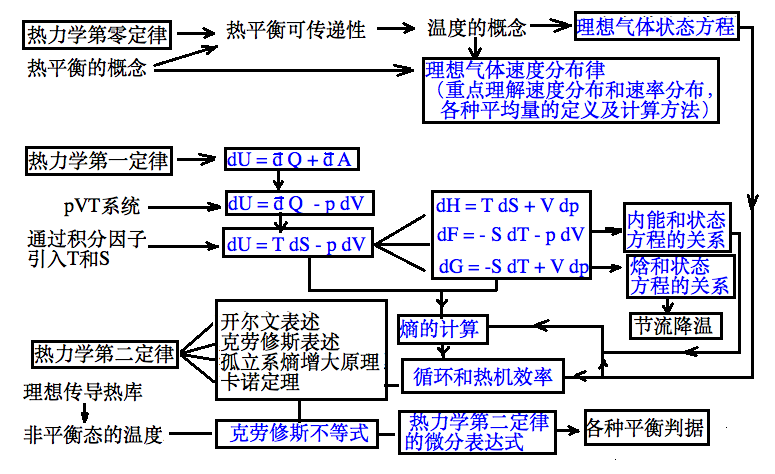 热力学第零定律
热平衡可传递性
温度的概念
理想气体状态方程
热平衡的概念
理想气体速度分布律
（重点理解速度分布和速率分布，
各种平均量的定义及计算方法）
热力学第一定律
dU = đ Q + đ A
pVT系统
dU = đ Q - p dV
通过积分因子
引入T和S
dU = T dS - p dV
dH = T dS + V dp
dF = - S dT - p dV
dG = -S dT + V dp
内能和状态
方程的关系
焓和状态
方程的关系
节流降温
熵的计算
循环和热机效率
热力学第二定律
开尔文表述
克劳修斯表述
孤立系熵增大原理
卡诺定理
理想传导热库
非平衡态的温度
克劳修斯不等式
热力学第二定律
的微分表达式
各种平衡判据